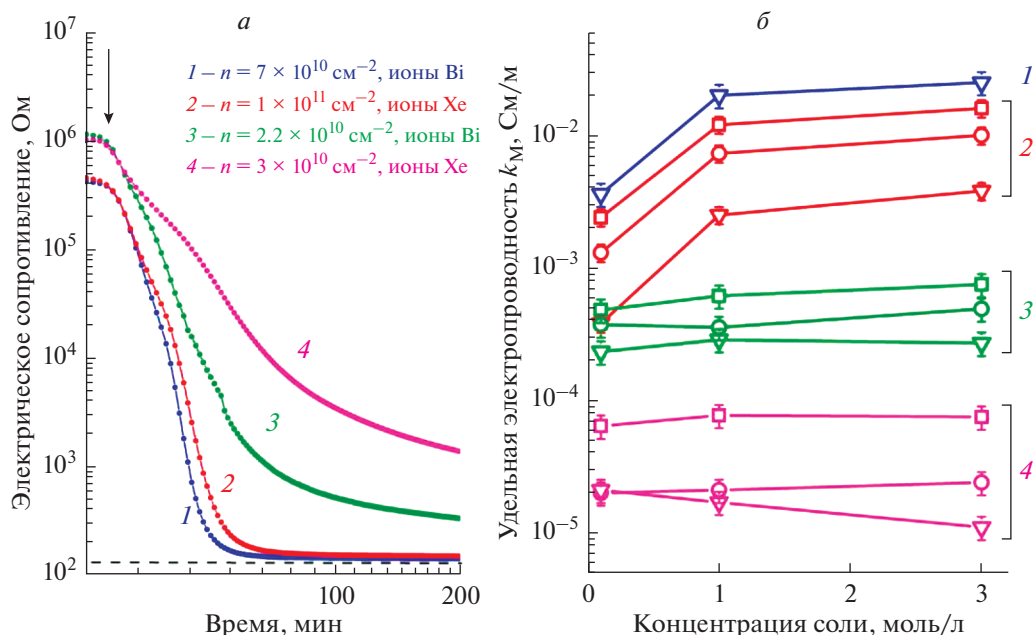 а
Электрическое сопротивление, Ом
10⁷
10⁶
10⁵
10⁴
10³
10²
1 – n = 7 × 10¹⁰ см⁻², ионы Bi
2 – n = 1 × 10¹¹ см⁻², ионы Xe
3 – n = 2.2 × 10¹⁰ см⁻², ионы Bi
4 – n = 3 × 10¹⁰ см⁻², ионы Xe
4
3
2
1
100
200
Время, мин
б
Удельная электропроводность kМ, См/м
10⁻²
10⁻³
10⁻⁴
10⁻⁵
1
2
3
4
0
1
2
3
Концентрация соли, моль/л